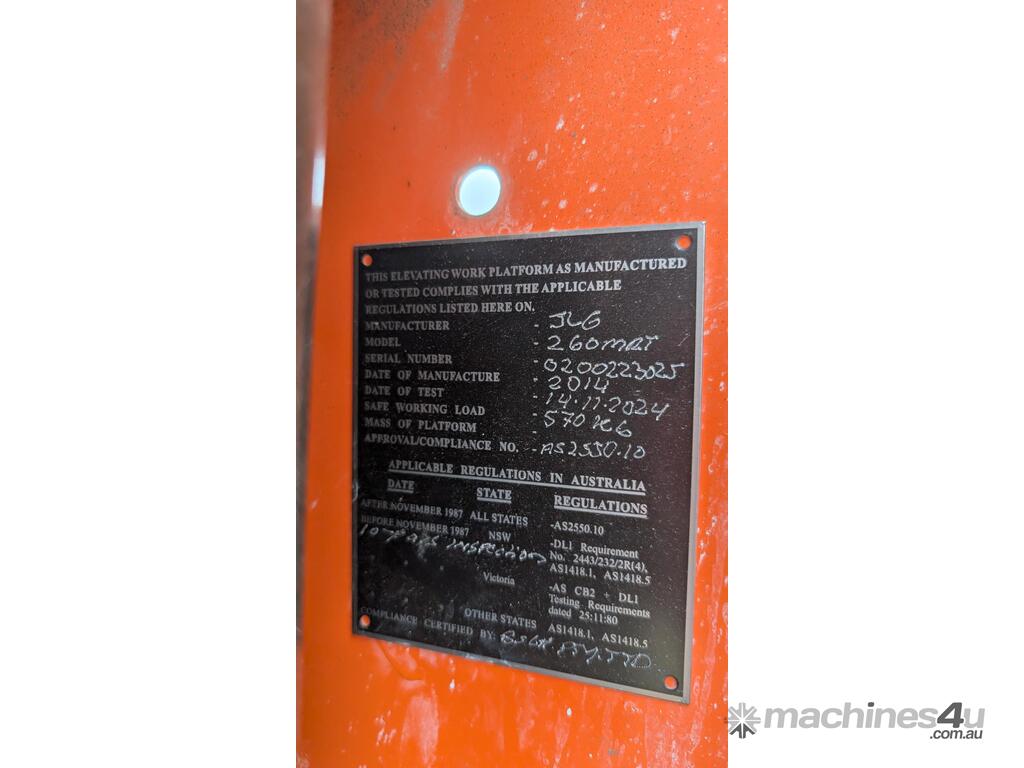 THIS ELEVATING WORK PLATFORM AS MANUFACTURED
OR TESTED COMPLIES WITH THE APPLICABLE
REGULATIONS LISTED HERE ON.
MANUFACTURER - JLG
MODEL - 260MRT
SERIAL NUMBER - 0200223025
DATE OF MANUFACTURE - 2014
DATE OF TEST - 14.11.2024
SAFE WORKING LOAD - 570 KG
MASS OF PLATFORM -
APPROVAL/COMPLIANCE NO. - AS2550.10
APPLICABLE REGULATIONS IN AUSTRALIA
DATE STATE REGULATIONS
AFTER NOVEMBER 1987 ALL STATES -AS2550.10
BEFORE NOVEMBER 1987 NSW -DL1 Requirement
No. 2443/232/2R(4),
AS1418.1, AS1418.5
INSPECTION
Victoria -AS CB2 + DL1
Testing Requirements
dated 25:11:80
OTHER STATES AS1418.1, AS1418.5
COMPLIANCE CERTIFIED BY:
machines4u
.com.au